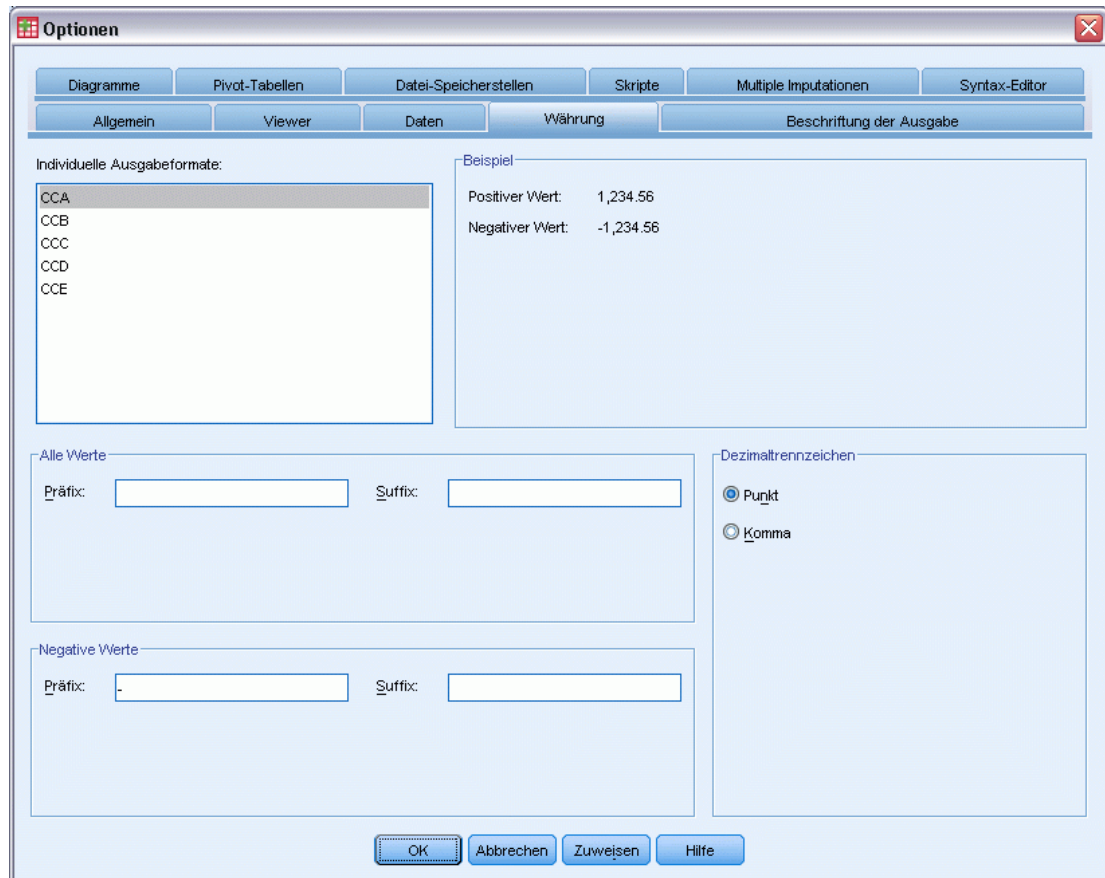 Optionen
Diagramme Pivot-Tabellen Datei-Speicherstellen Skripte Multiple Imputationen Syntax-Editor
Allgemein Viewer Daten Währung Beschriftung der Ausgabe
Individuelle Ausgabeformate:
CCA
CCB
CCC
CCD
CCE
Beispiel
Positiver Wert: 1,234.56
Negativer Wert: -1,234.56
Alle Werte
Präfix: Suffix:
Negative Werte
Präfix: - Suffix:
Dezimaltrennzeichen
Punkt
Komma
OK Abbrechen Zuweisen Hilfe